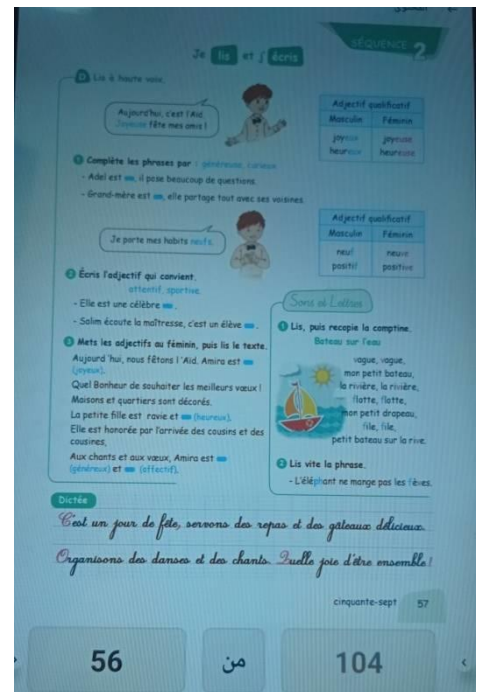 SÉQUENCE 2
Je lis et j'écris
Lis à haute voix.
Aujourd'hui, c'est l'Aid.
Joyeuse fête mes amis !
Adjectif qualificatif
Masculin Féminin
joyeux joyeuse
heureux heureuse
1 Complète les phrases par : généreuse, curieux.
- Adel est , il pose beaucoup de questions.
- Grand-mère est , elle partage tout avec ses voisines.
Je porte mes habits neufs.
Adjectif qualificatif
Masculin Féminin
neuf neuve
positif positive
2 Écris l'adjectif qui convient.
attentif, sportive.
- Elle est une célèbre .
- Salim écoute la maîtresse, c'est un élève .
3 Mets les adjectifs au féminin, puis lis le texte.
Aujourd'hui, nous fêtons l'Aid. Amira est
(joyeux).
Quel Bonheur de souhaiter les meilleurs vœux !
Maisons et quartiers sont décorés.
La petite fille est ravie et (heureux).
Elle est honorée par l'arrivée des cousins et des
cousines,
Aux chants et aux vœux, Amira est
(généreux) et (affectif).
Sons et Lettres
1 Lis, puis recopie la comptine.
Bateau sur l'eau
vague, vague,
mon petit bateau,
la rivière, la rivière,
flotte, flotte,
mon petit drapeau,
file, file,
petit bateau sur la rive.
2 Lis vite la phrase.
- L'éléphant ne mange pas les fèves.
Dictée
C'est un jour de fête, servons des repas et des gâteaux délicieux.
Organisons des danses et des chants. Quelle joie d'être ensemble !
cinquante-sept 57
56 من 104